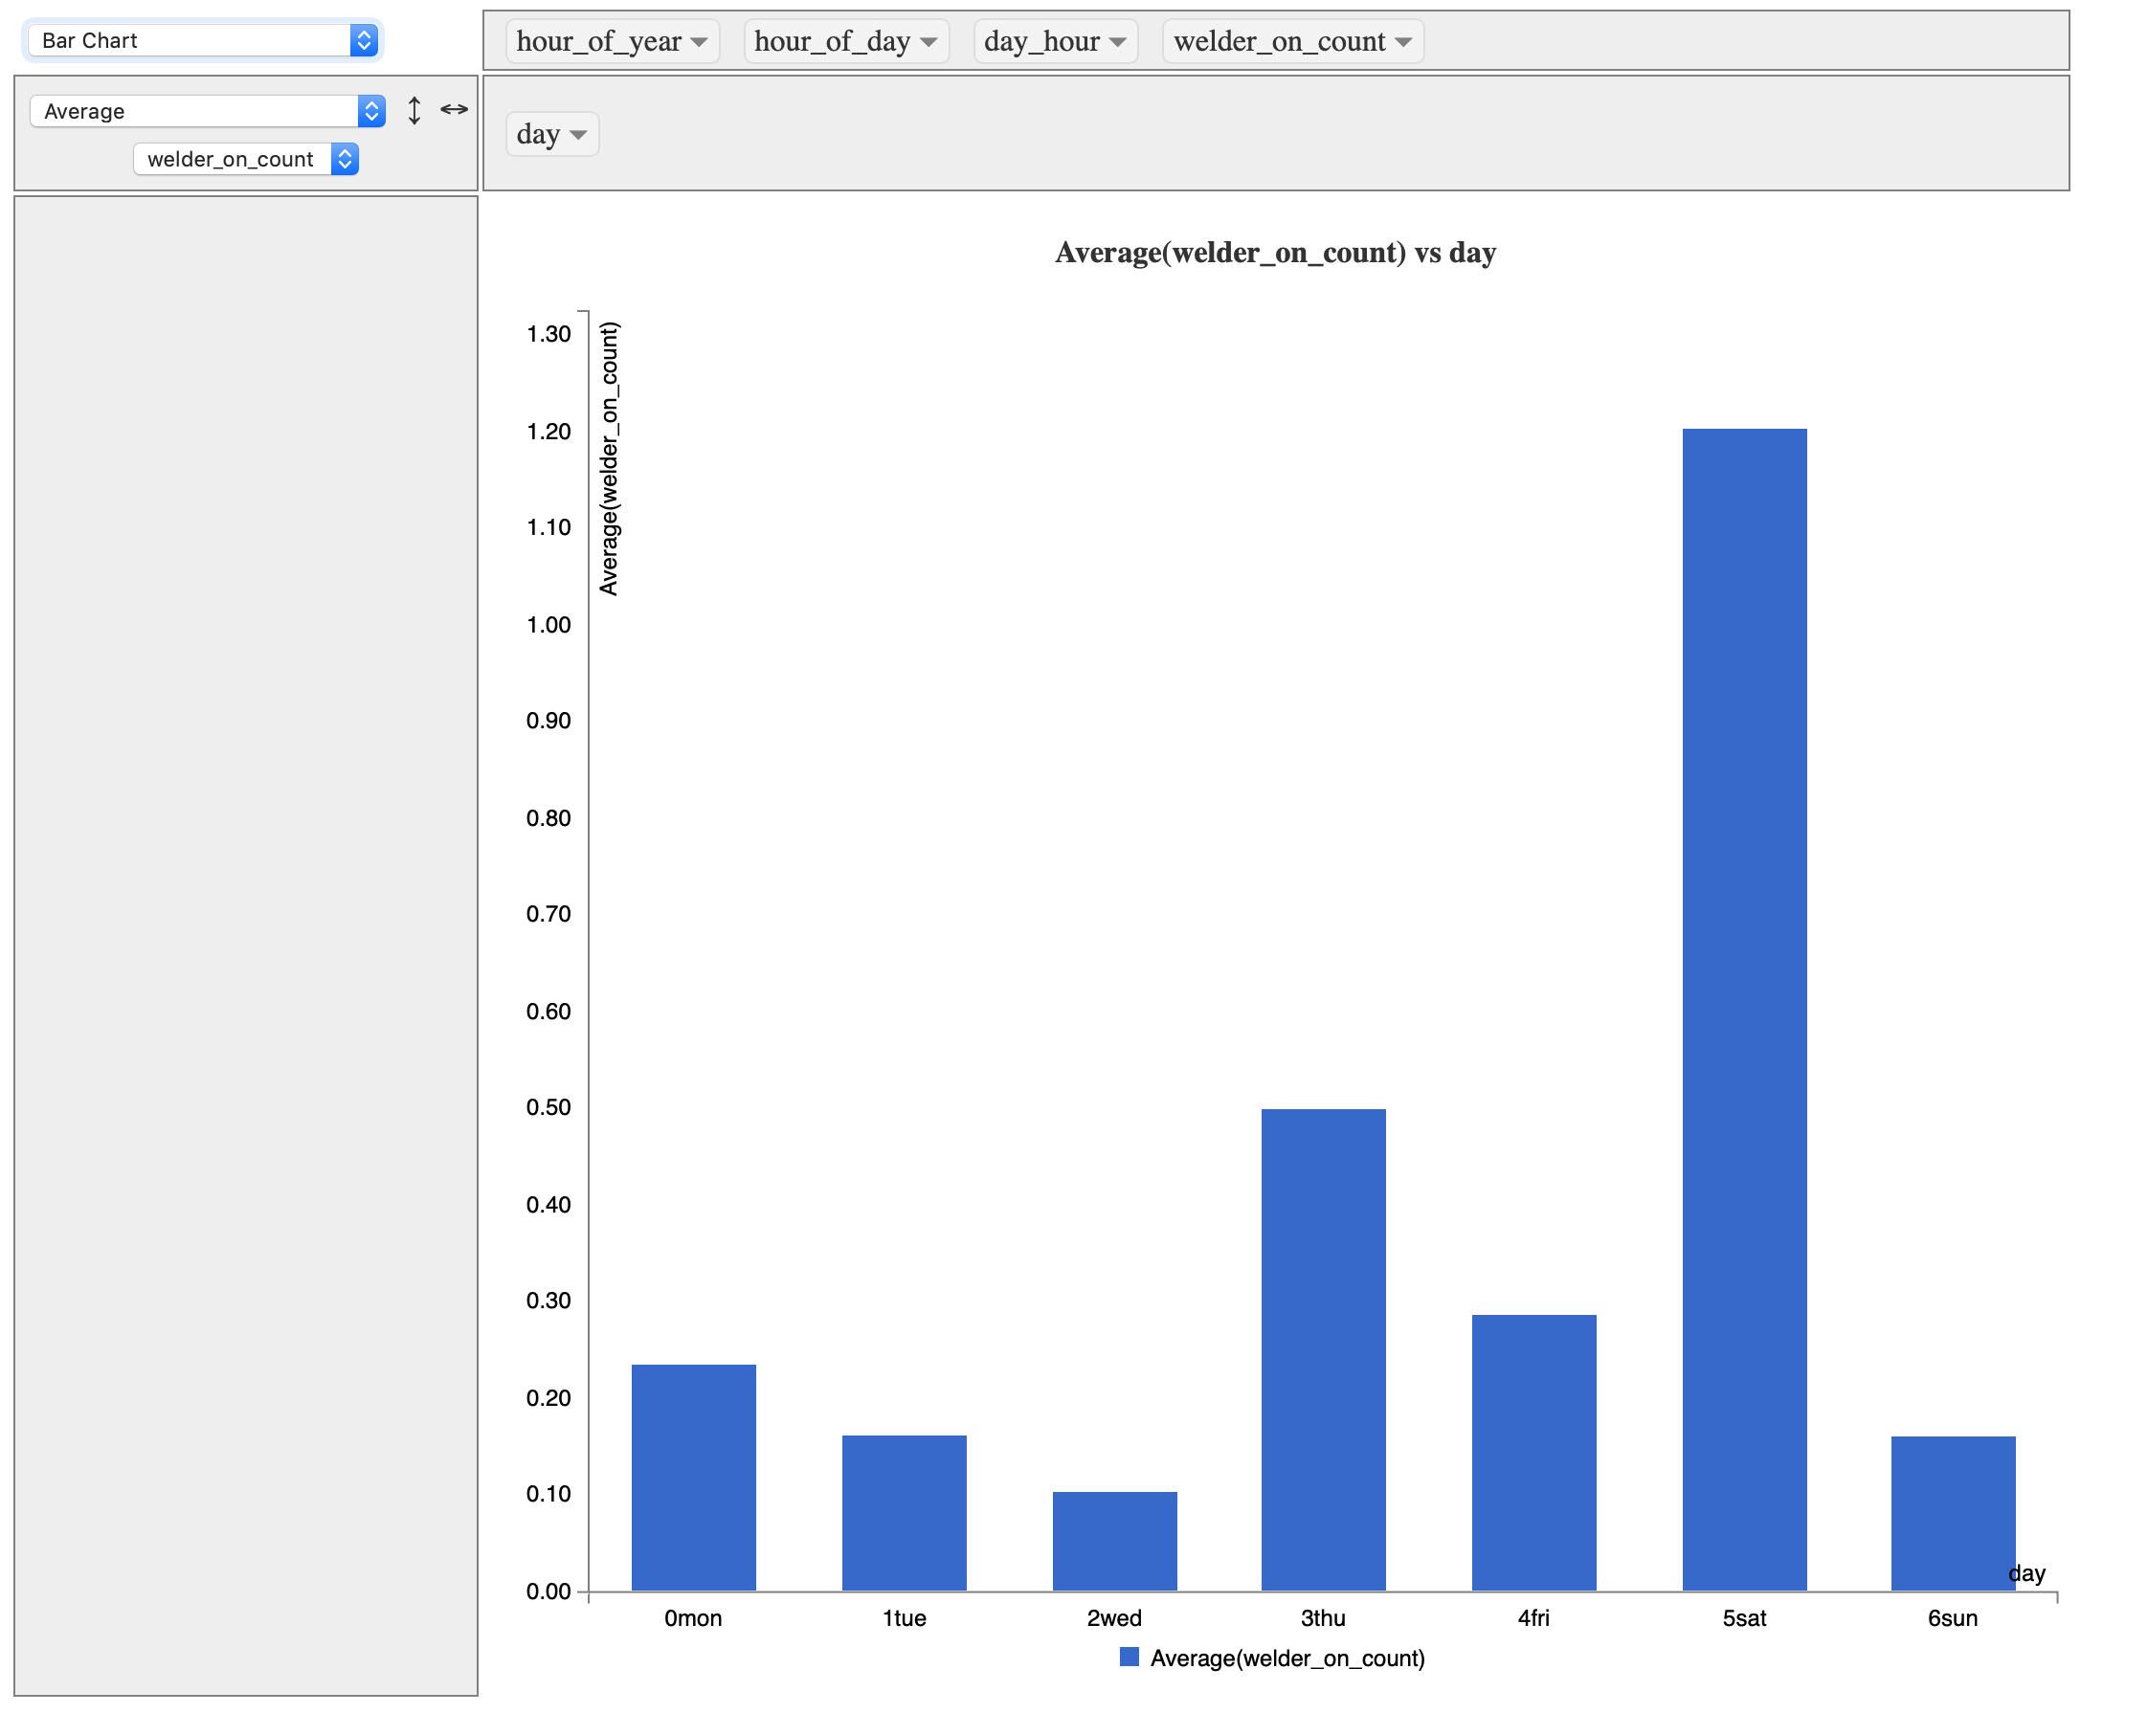 Bar Chart
hour_of_year hour_of_day day_hour welder_on_count
Average
welder_on_count
day
Average(welder_on_count) vs day
Average(welder_on_count)
1.30
1.20
1.10
1.00
0.90
0.80
0.70
0.60
0.50
0.40
0.30
0.20
0.10
0.00
day
0mon 1tue 2wed 3thu 4fri 5sat 6sun
Average(welder_on_count)